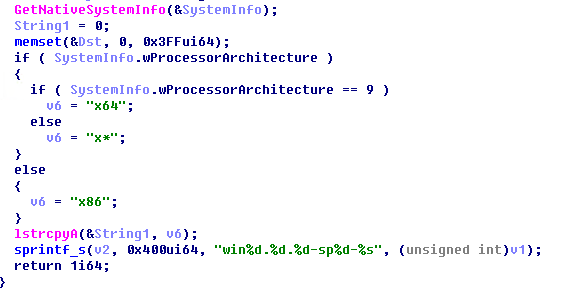 GetNativeSystemInfo(&SystemInfo);
String1 = 0;
memset(&Dst, 0, 0x3FFui64);
if ( SystemInfo.wProcessorArchitecture )
{
if ( SystemInfo.wProcessorArchitecture == 9 )
v6 = "x64";
else
v6 = "x*";
}
else
{
v6 = "x86";
}
lstrcpyA(&String1, v6);
sprintf_s(v2, 0x400ui64, "win%d.%d.%d-sp%d-%s", (unsigned int)v1);
return 1i64;
}